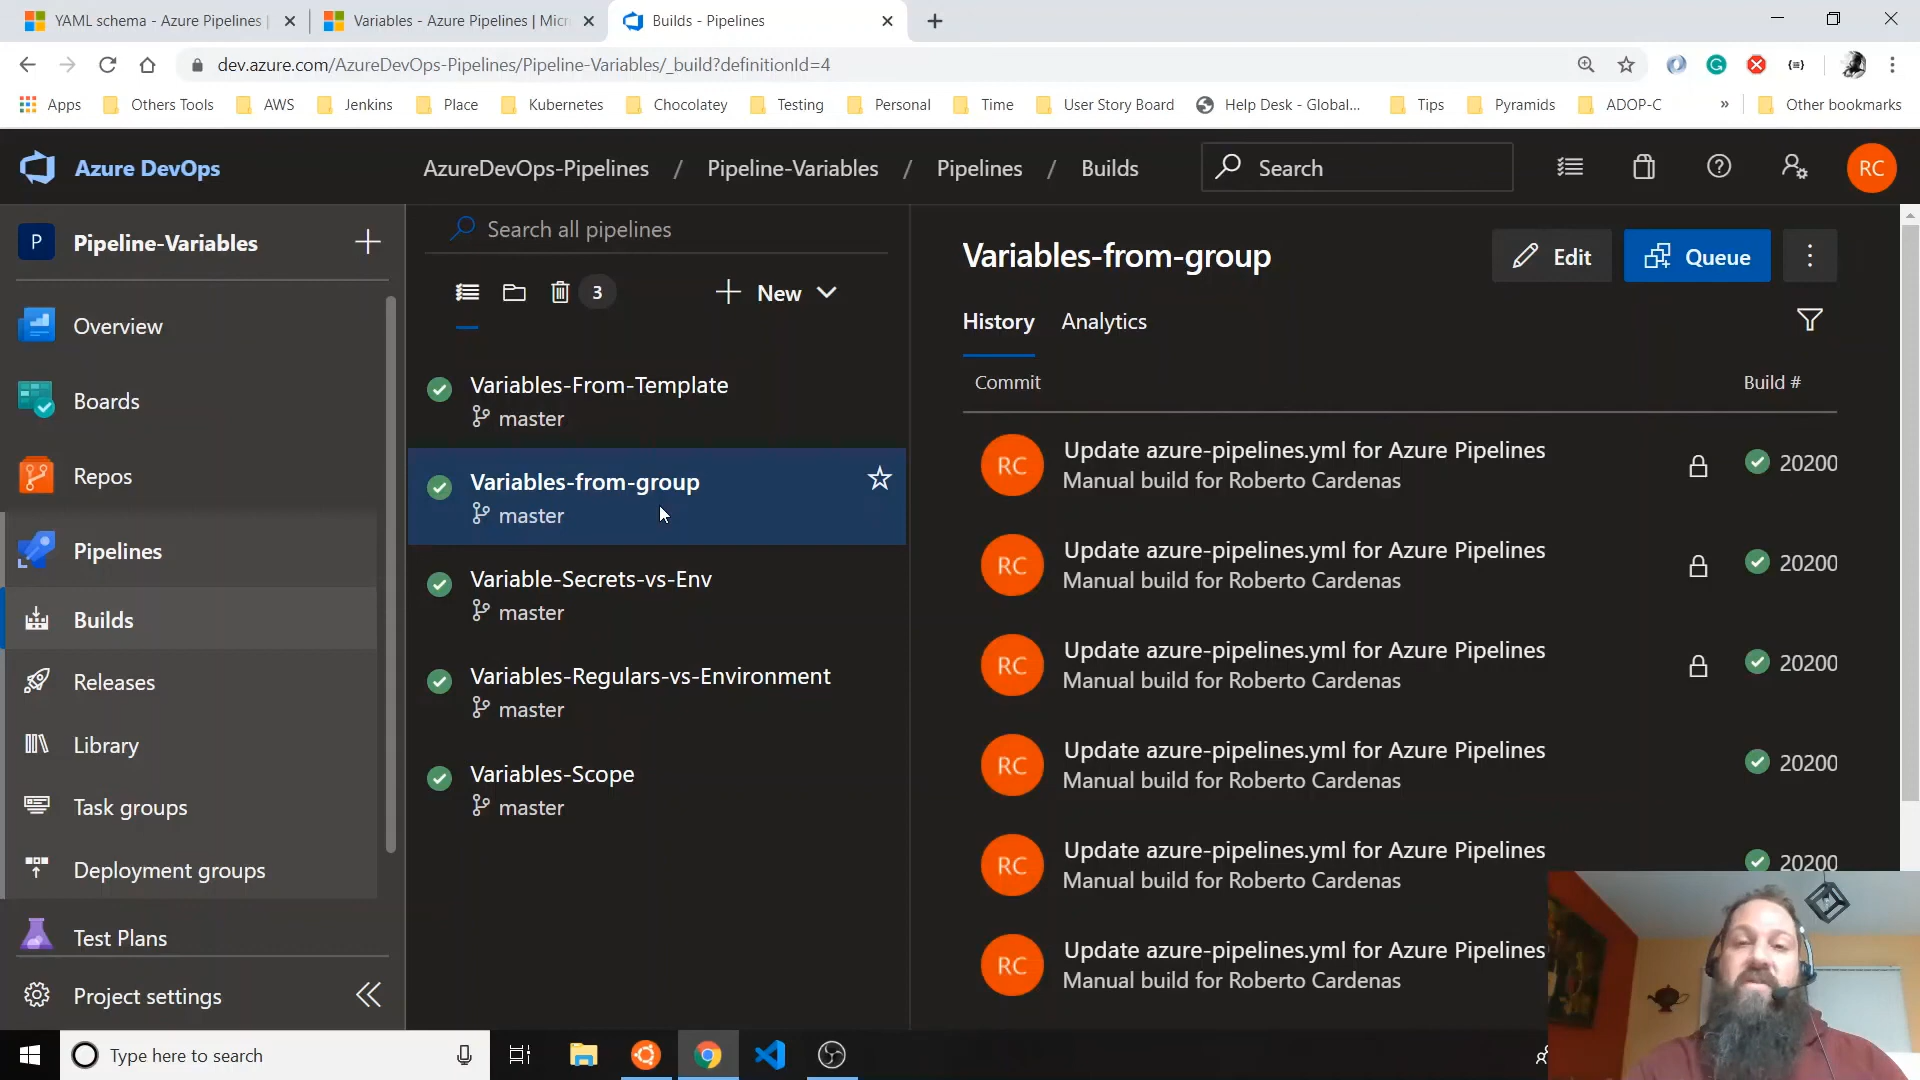 YAML schema - Azure Pipelines |
Variables - Azure Pipelines | Micr
Builds - Pipelines
dev.azure.com/AzureDevOps-Pipelines/Pipeline-Variables/_build?definitionId=4
Apps
Others Tools
AWS
Jenkins
Place
Kubernetes
Chocolatey
Testing
Personal
Time
User Story Board
Help Desk - Global...
Tips
Pyramids
ADOP-C
»
Other bookmarks
Azure DevOps
AzureDevOps-Pipelines / Pipeline-Variables / Pipelines / Builds
Search
RC
P
Pipeline-Variables
Overview
Boards
Repos
Pipelines
Builds
Releases
Library
Task groups
Deployment groups
Test Plans
Project settings
Search all pipelines
3
New
Variables-From-Template
master
Variables-from-group
master
Variable-Secrets-vs-Env
master
Variables-Regulars-vs-Environment
master
Variables-Scope
master
Variables-from-group
Edit
Queue
History
Analytics
Commit
Build #
RC
Update azure-pipelines.yml for Azure Pipelines
Manual build for Roberto Cardenas
20200
RC
Update azure-pipelines.yml for Azure Pipelines
Manual build for Roberto Cardenas
20200
RC
Update azure-pipelines.yml for Azure Pipelines
Manual build for Roberto Cardenas
20200
RC
Update azure-pipelines.yml for Azure Pipelines
Manual build for Roberto Cardenas
20200
RC
Update azure-pipelines.yml for Azure Pipelines
Manual build for Roberto Cardenas
20200
RC
Update azure-pipelines.yml for Azure Pipelines
Manual build for Roberto Cardenas
Type here to search